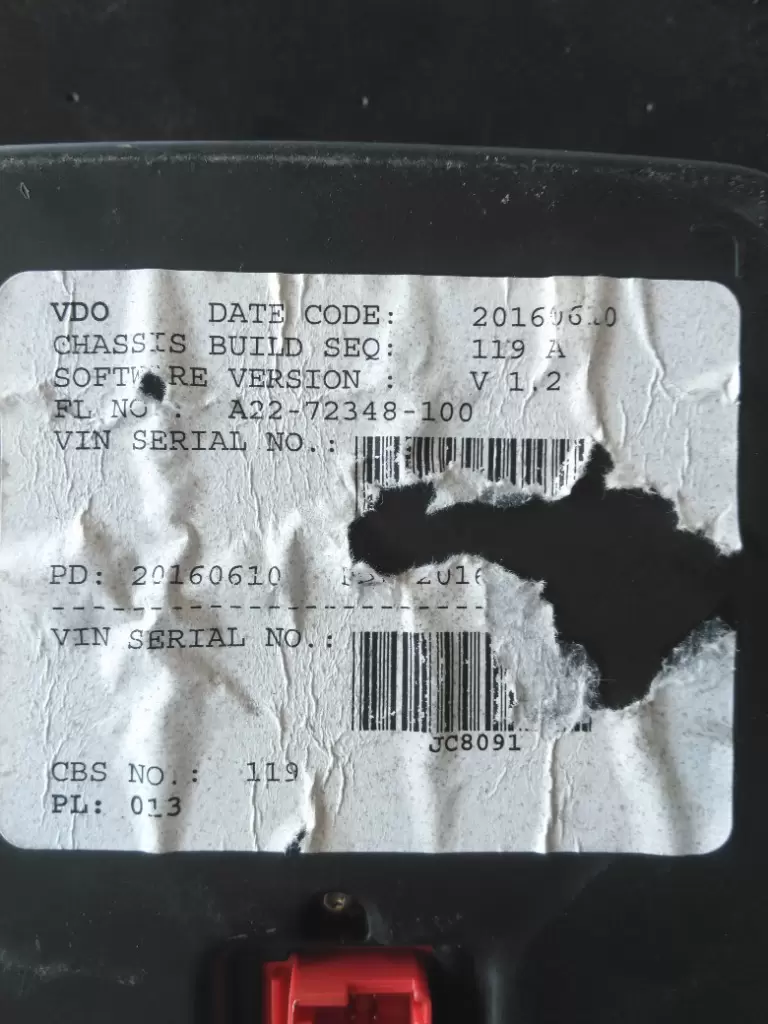 VDO DATE CODE: 20160610
CHASSIS BUILD SEQ: 119 A
VERSION : V 1.2
FL NO.: A22-72348-100
VIN SERIAL NO.:
PD: 20160610
VIN SERIAL NO.:
JC8091
CBS NO.: 119
PL: 013